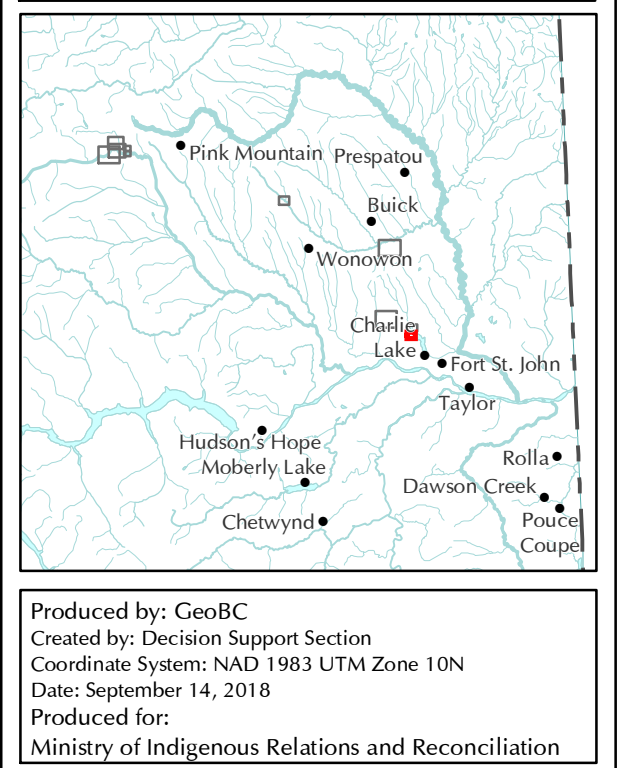 Pink Mountain
Prespatou
Buick
Wonowon
Charlie
Lake
Fort St. John
Taylor
Hudson's Hope
Moberly Lake
Rolla
Dawson Creek
Chetwynd
Pouce
Coupe
Produced by: GeoBC
Created by: Decision Support Section
Coordinate System: NAD 1983 UTM Zone 10N
Date: September 14, 2018
Produced for:
Ministry of Indigenous Relations and Reconciliation